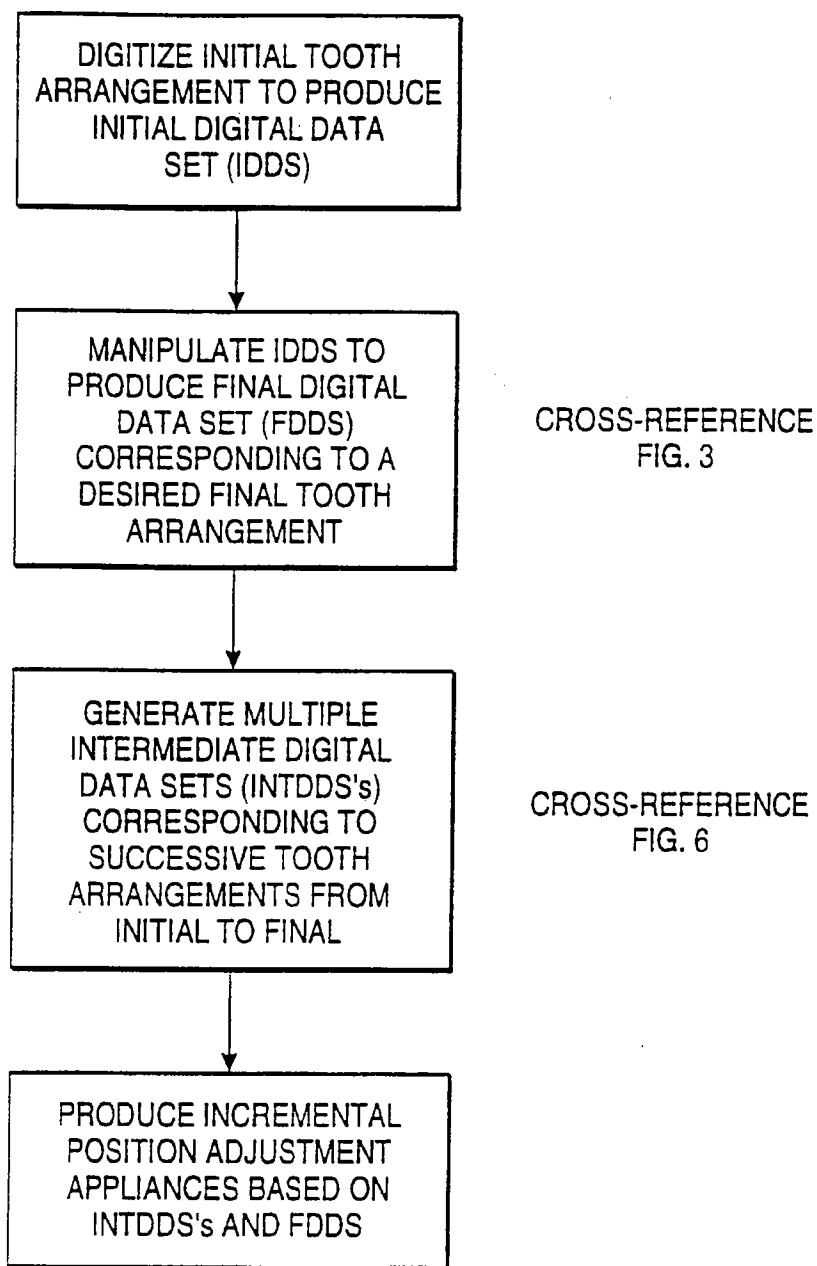 DIGITIZE INITIAL TOOTH
ARRANGEMENT TO PRODUCE
INITIAL DIGITAL DATA
SET (IDDS)
MANIPULATE IDDS TO
PRODUCE FINAL DIGITAL
DATA SET (FDDS)
CORRESPONDING TO A
DESIRED FINAL TOOTH
ARRANGEMENT
CROSS-REFERENCE
FIG. 3
GENERATE MULTIPLE
INTERMEDIATE DIGITAL
DATA SETS (INTDDS's)
CORRESPONDING TO
SUCCESSIVE TOOTH
ARRANGEMENTS FROM
INITIAL TO FINAL
CROSS-REFERENCE
FIG. 6
PRODUCE INCREMENTAL
POSITION ADJUSTMENT
APPLIANCES BASED ON
INTDDS's AND FDDS